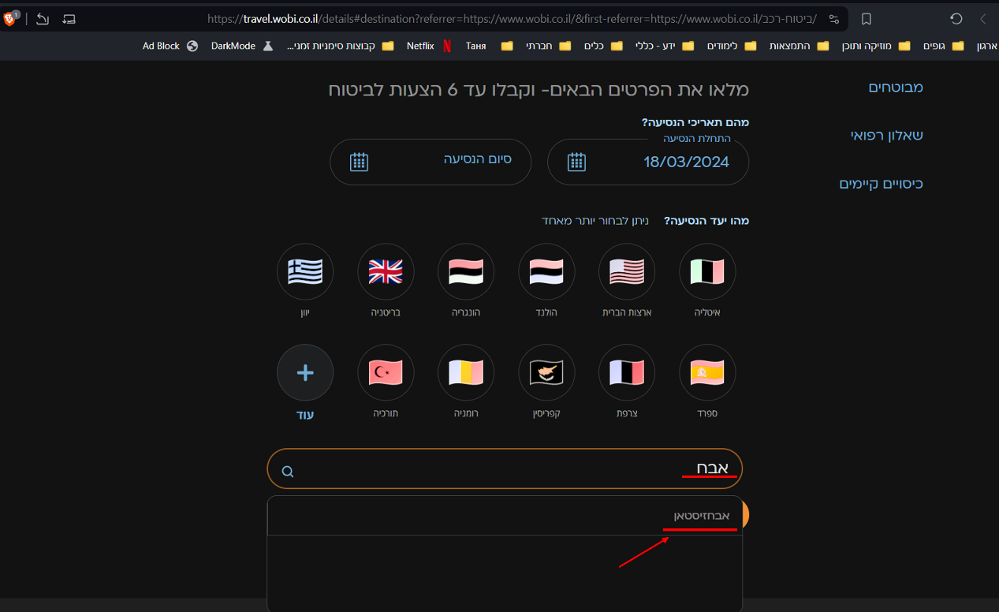 https://travel.wobi.co.il/details#destination?referrer=https://www.wobi.co.il/&first-referrer=https://www.wobi.co.il/ביטוח-רכב/
1
ארגון גופים מוזיקה ותוכן התמצאות לימודים ידע - כללי כלים חברתי Таня Netflix קבוצות סימניות זמני... DarkMode Ad Block
מלאו את הפרטים הבאים- וקבלו עד 6 הצעות לביטוח
מבוטחים
שאלון רפואי
כיסויים קיימים
מהם תאריכי הנסיעה?
התחלת הנסיעה
18/03/2024 סיום הנסיעה
מהו יעד הנסיעה? ניתן לבחור יותר מאחד
איטליה ארצות הברית הולנד הונגריה בריטניה יוון
ספרד צרפת קפריסין רומניה תורכיה עוד
אבח
אבחזיסטאן